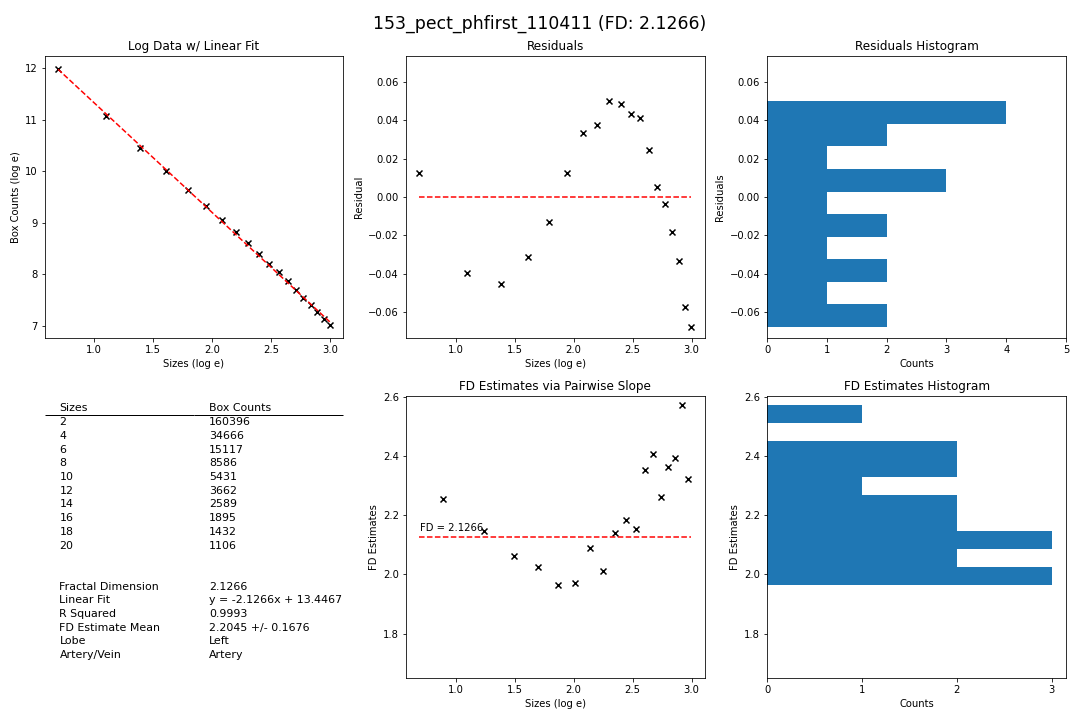 153_pect_phfirst_110411 (FD: 2.1266)
Log Data w/ Linear Fit
Box Counts (log e)
12
11
10
9
8
7
1.0 1.5 2.0 2.5 3.0
Sizes (log e)
Residuals
Residual
0.06
0.04
0.02
0.00
−0.02
−0.04
−0.06
1.0 1.5 2.0 2.5 3.0
Sizes (log e)
Residuals Histogram
Residuals
0.06
0.04
0.02
0.00
−0.02
−0.04
−0.06
0 1 2 3 4 5
Counts
Sizes Box Counts
2 160396
4 34666
6 15117
8 8586
10 5431
12 3662
14 2589
16 1895
18 1432
20 1106
Fractal Dimension 2.1266
Linear Fit y = -2.1266x + 13.4467
R Squared 0.9993
FD Estimate Mean 2.2045 +/- 0.1676
Lobe Left
Artery/Vein Artery
FD Estimates via Pairwise Slope
FD Estimates
2.6
2.4
2.2
2.0
1.8
FD = 2.1266
1.0 1.5 2.0 2.5 3.0
Sizes (log e)
FD Estimates Histogram
FD Estimates
2.6
2.4
2.2
2.0
1.8
0 1 2 3
Counts